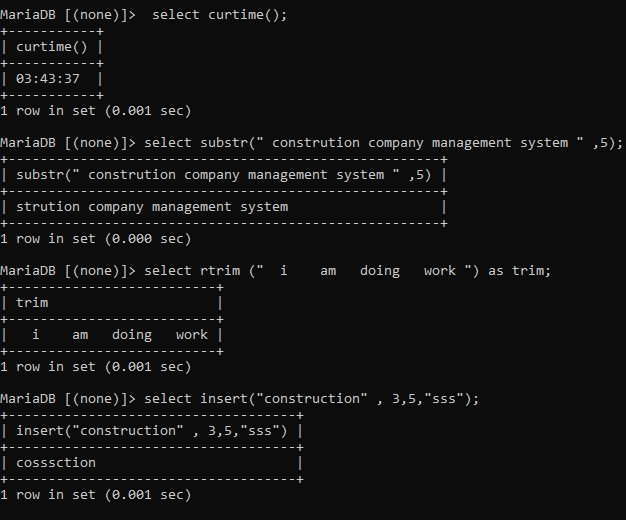 MariaDB [(none)]>  select curtime();
+-----------+
| curtime() |
+-----------+
| 03:43:37  |
+-----------+
1 row in set (0.001 sec)
MariaDB [(none)]> select substr(" constrution company management system " ,5);
+------------------------------------------------------+
| substr(" constrution company management system " ,5) |
+------------------------------------------------------+
| strution company management system                   |
+------------------------------------------------------+
1 row in set (0.000 sec)
MariaDB [(none)]> select rtrim ("  i    am   doing   work ") as trim;
+--------------------------+
| trim                     |
+--------------------------+
|   i    am   doing   work |
+--------------------------+
1 row in set (0.001 sec)
MariaDB [(none)]> select insert("construction" , 3,5,"sss");
+------------------------------------+
| insert("construction" , 3,5,"sss") |
+------------------------------------+
| cosssction                         |
+------------------------------------+
1 row in set (0.001 sec)